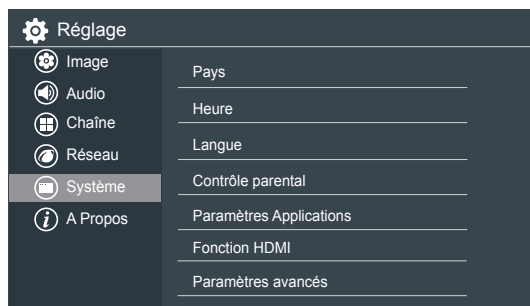 Réglage
Image
Audio
Chaîne
Réseau
Système
A Propos
Pays
Heure
Langue
Contrôle parental
Paramètres Applications
Fonction HDMI
Paramètres avancés